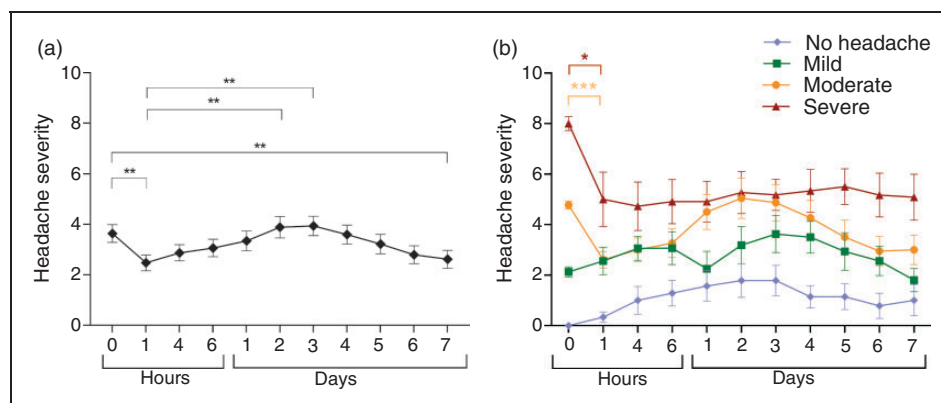 (a)
10
8
6
4
2
0
Headache severity
**
**
**
**
0 1 4 6 1 2 3 4 5 6 7
Hours Days
(b)
No headache
Mild
Moderate
Severe
10
8
6
4
2
0
Headache severity
*
***
0 1 4 6 1 2 3 4 5 6 7
Hours Days